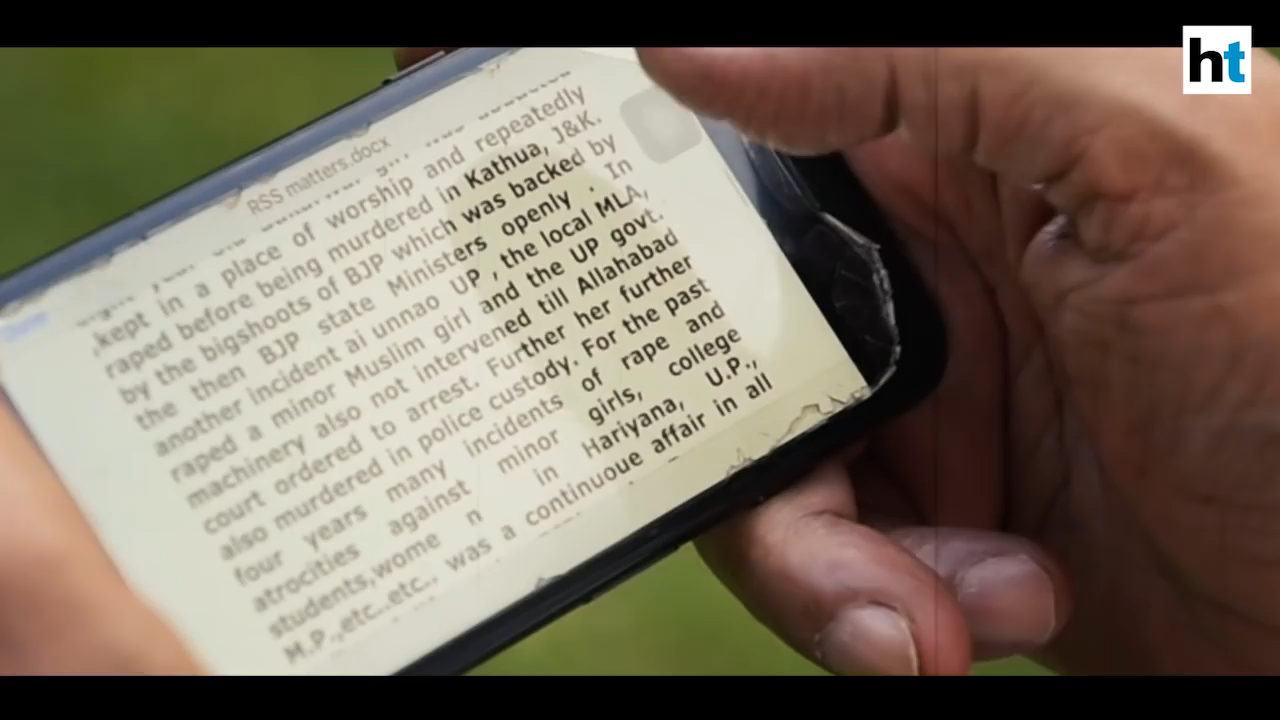 ht
RSS matters.docx
,kept in a place of worship and repeatedly
raped before being murdered in Kathua, J&K.
by the bigshoots of BJP which was backed by
the then BJP state Ministers openly . In
another incident ai unnao UP , the local MLA,
raped a minor Muslim girl and the UP govt.
machinery also not intervened till Allahabad
court ordered to arrest. Further her further
also murdered in police custody. For the past
four years many incidents of rape and
atrocities against minor girls, college
students,wome n in Hariyana, U.P.,
M.P.,etc.,etc., was a continuoue affair in all